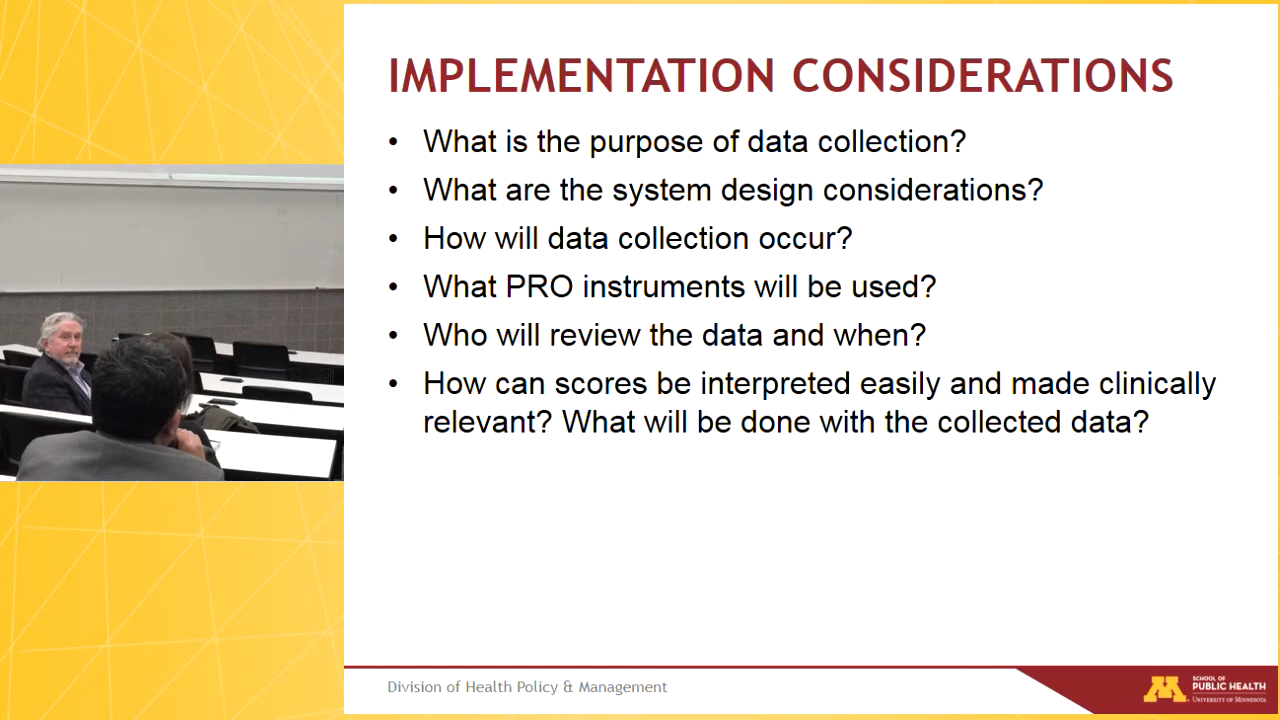 IMPLEMENTATION CONSIDERATIONS
• What is the purpose of data collection?
• What are the system design considerations?
• How will data collection occur?
• What PRO instruments will be used?
• Who will review the data and when?
• How can scores be interpreted easily and made clinically
relevant? What will be done with the collected data?
Division of Health Policy & Management
M
SCHOOL OF
PUBLIC HEALTH
UNIVERSITY OF MINNESOTA